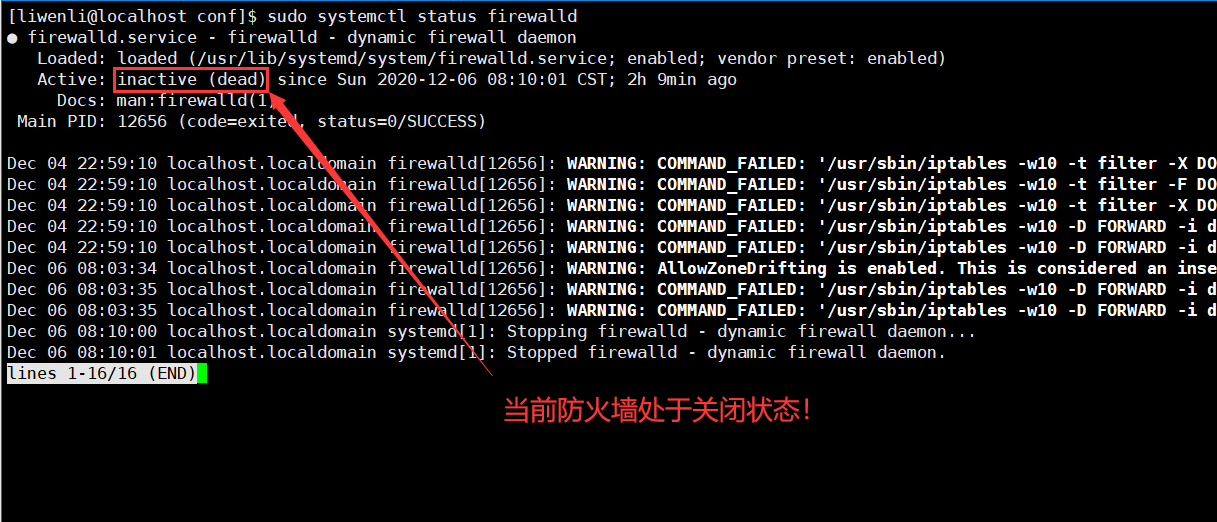 [liwenli@localhost conf]$ sudo systemctl status firewalld
● firewalld.service - firewalld - dynamic firewall daemon
Loaded: loaded (/usr/lib/systemd/system/firewalld.service; enabled; vendor preset: enabled)
Active: inactive (dead) since Sun 2020-12-06 08:10:01 CST; 2h 9min ago
Docs: man:firewalld(1)
Main PID: 12656 (code=exited, status=0/SUCCESS)
Dec 04 22:59:10 localhost.localdomain firewalld[12656]: WARNING: COMMAND_FAILED: '/usr/sbin/iptables -w10 -t filter -X DO
Dec 04 22:59:10 localhost.localdomain firewalld[12656]: WARNING: COMMAND_FAILED: '/usr/sbin/iptables -w10 -t filter -F DO
Dec 04 22:59:10 localhost.localdomain firewalld[12656]: WARNING: COMMAND_FAILED: '/usr/sbin/iptables -w10 -t filter -X DO
Dec 04 22:59:10 localhost.localdomain firewalld[12656]: WARNING: COMMAND_FAILED: '/usr/sbin/iptables -w10 -D FORWARD -i d
Dec 04 22:59:10 localhost.localdomain firewalld[12656]: WARNING: COMMAND_FAILED: '/usr/sbin/iptables -w10 -D FORWARD -i d
Dec 06 08:03:34 localhost.localdomain firewalld[12656]: WARNING: AllowZoneDrifting is enabled. This is considered an inse
Dec 06 08:03:35 localhost.localdomain firewalld[12656]: WARNING: COMMAND_FAILED: '/usr/sbin/iptables -w10 -D FORWARD -i d
Dec 06 08:03:35 localhost.localdomain firewalld[12656]: WARNING: COMMAND_FAILED: '/usr/sbin/iptables -w10 -D FORWARD -i d
Dec 06 08:10:00 localhost.localdomain systemd[1]: Stopping firewalld - dynamic firewall daemon...
Dec 06 08:10:01 localhost.localdomain systemd[1]: Stopped firewalld - dynamic firewall daemon.
lines 1-16/16 (END)
当前防火墙处于关闭状态!